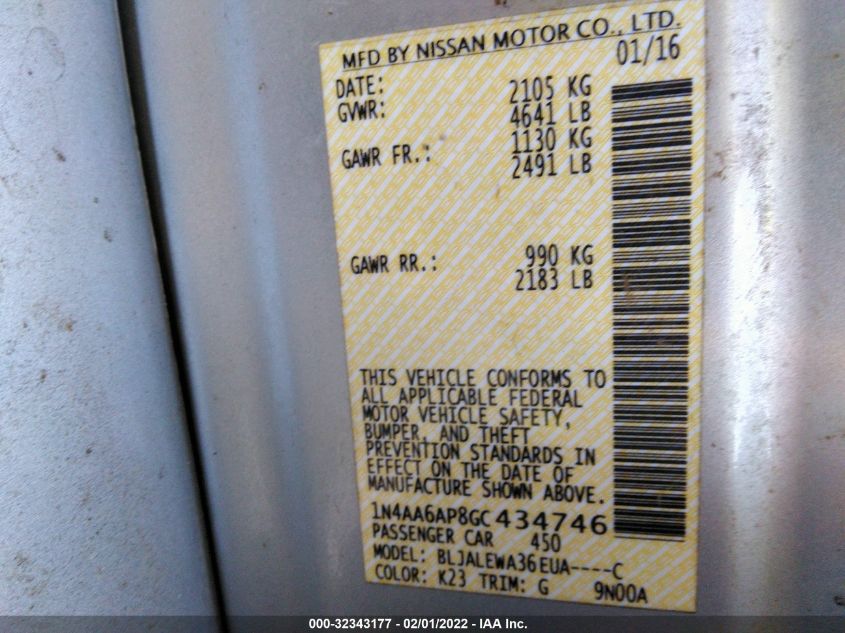 MFD BY NISSAN MOTOR CO., LTD.
DATE: 01/16
GVWR: 2105 KG
4641 LB
GAWR FR.: 1130 KG
2491 LB
GAWR RR.: 990 KG
2183 LB
THIS VEHICLE CONFORMS TO
ALL APPLICABLE FEDERAL
MOTOR VEHICLE SAFETY,
BUMPER, AND THEFT
PREVENTION STANDARDS IN
EFFECT ON THE DATE OF
MANUFACTURE SHOWN ABOVE.
1N4AA6AP8GC434746
PASSENGER CAR 450
MODEL: BLJALEWA36EUA----C
COLOR: K23 TRIM: G 9N00A
000-32343177 - 02/01/2022 - IAA Inc.